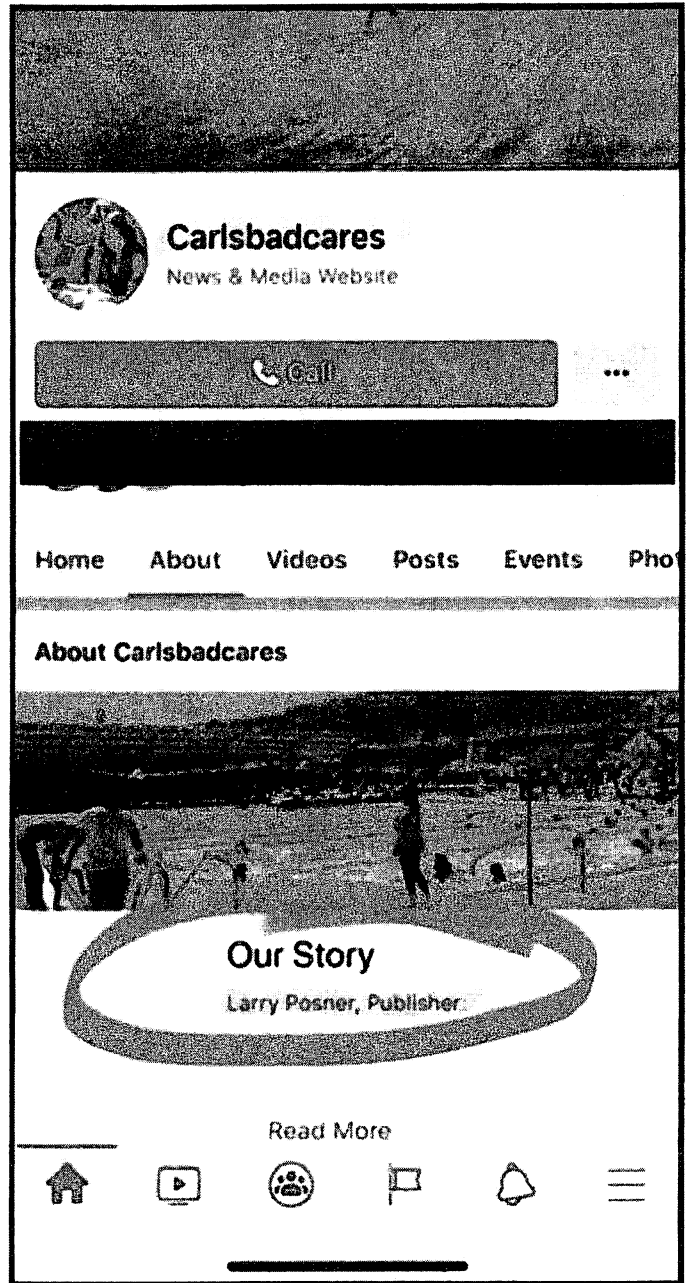 Carlsbadcares
News & Media Website
Call
Home About Videos Posts Events Phot
About Carlsbadcares
Our Story
Larry Posner, Publisher
Read More